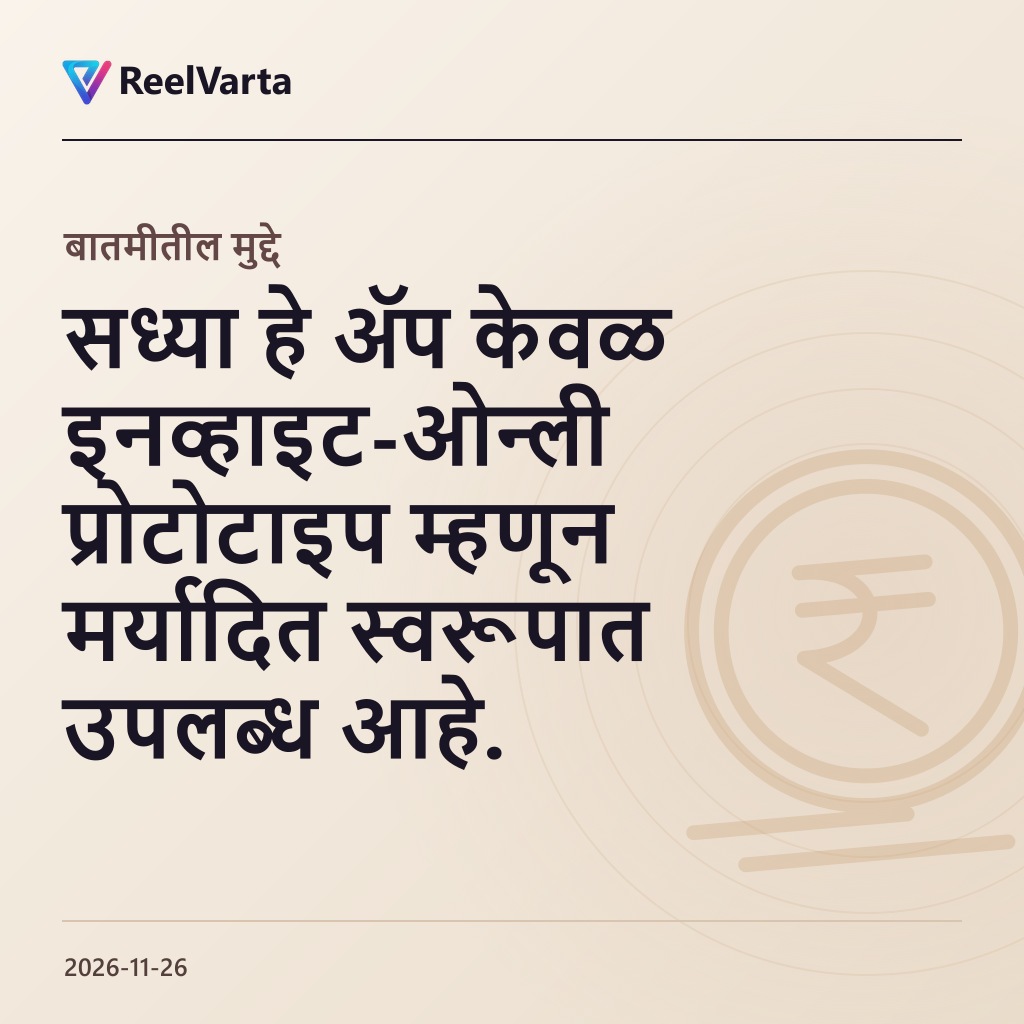 ReelVarta
बातमीतील मुद्दे
सध्या हे ॲप केवळ
इनव्हाइट-ओन्ली
प्रोटोटाइप म्हणून
मर्यादित स्वरूपात
उपलब्ध आहे.
2026-11-26